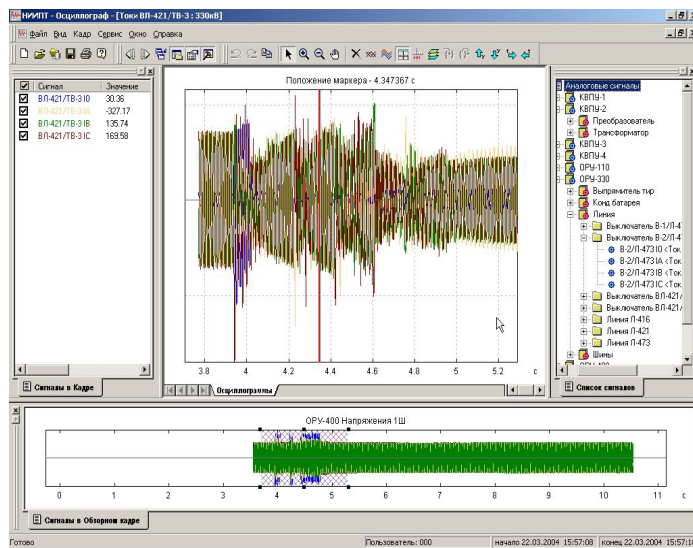 НИИПТ - Осциллограф - [Токи ВЛ-421/ТВ-3 : 330кВ]
Файл Вид Кадр Сервис Окно Справка
Сигнал Значение
ВЛ-421/ТВ-3 I0 30.36
ВЛ-421/ТВ-3 IA -327.17
ВЛ-421/ТВ-3 IB 135.74
ВЛ-421/ТВ-3 IC 169.58
Сигналы в Кадре
Положение маркера - 4.347367 с
3.8 4 4.2 4.4 4.6 4.8 5 5.2 с
Осциллограммы
Аналоговые сигналы
КВПУ-1
КВПУ-2
Преобразователь
Трансформатор
КВПУ-3
КВПУ-4
ОРУ-110
ОРУ-330
Выпрямитель тир
Конд батарея
Линия
Выключатель В-1/Л-4
Выключатель В-2/Л-4
В-2/Л-473 I0 <Ток
В-2/Л-473 IA <Ток
В-2/Л-473 IB <Ток
В-2/Л-473 IC <Ток
Выключатель ВЛ-421/
Выключатель ВЛ-421/
Линия Л-416
Линия Л-421
Линия Л-473
Шины
Список сигналов
ОРУ-400 Напряжения 1Ш
0 1 2 3 4 5 6 7 8 9 10 11 с
Сигналы в Обзорном кадре
Готово Пользователь: 000 начало 22.03.2004 15:57:08 конец 22.03.2004 15:57:1